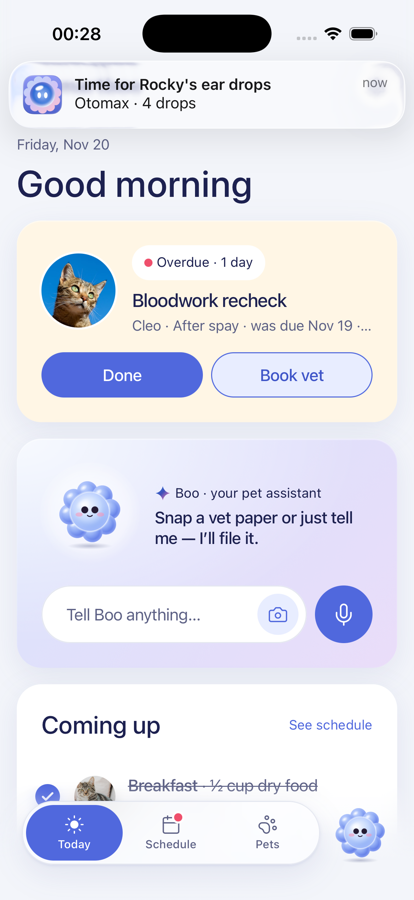 00:28
Time for Rocky's ear drops
now
Otomax · 4 drops
Friday, Nov 20
Good morning
Overdue · 1 day
Bloodwork recheck
Cleo · After spay · was due Nov 19 ·...
Done
Book vet
Boo · your pet assistant
Snap a vet paper or just tell
me — I'll file it.
Tell Boo anything...
Coming up
See schedule
Breakfast · ½ cup dry food
Today
Schedule
Pets